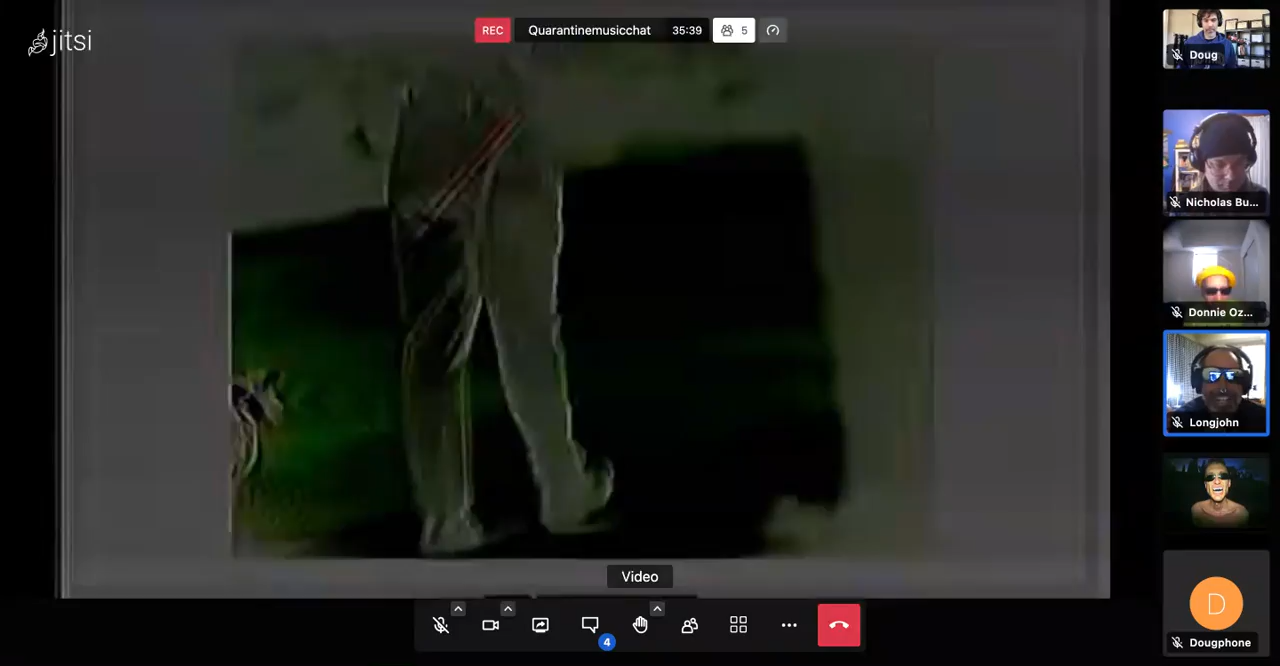 jitsi
REC Quarantinemusicchat 35:39 5
Doug
Nicholas Bu...
Donnie Oz...
Longjohn
Video
4
D
Dougphone